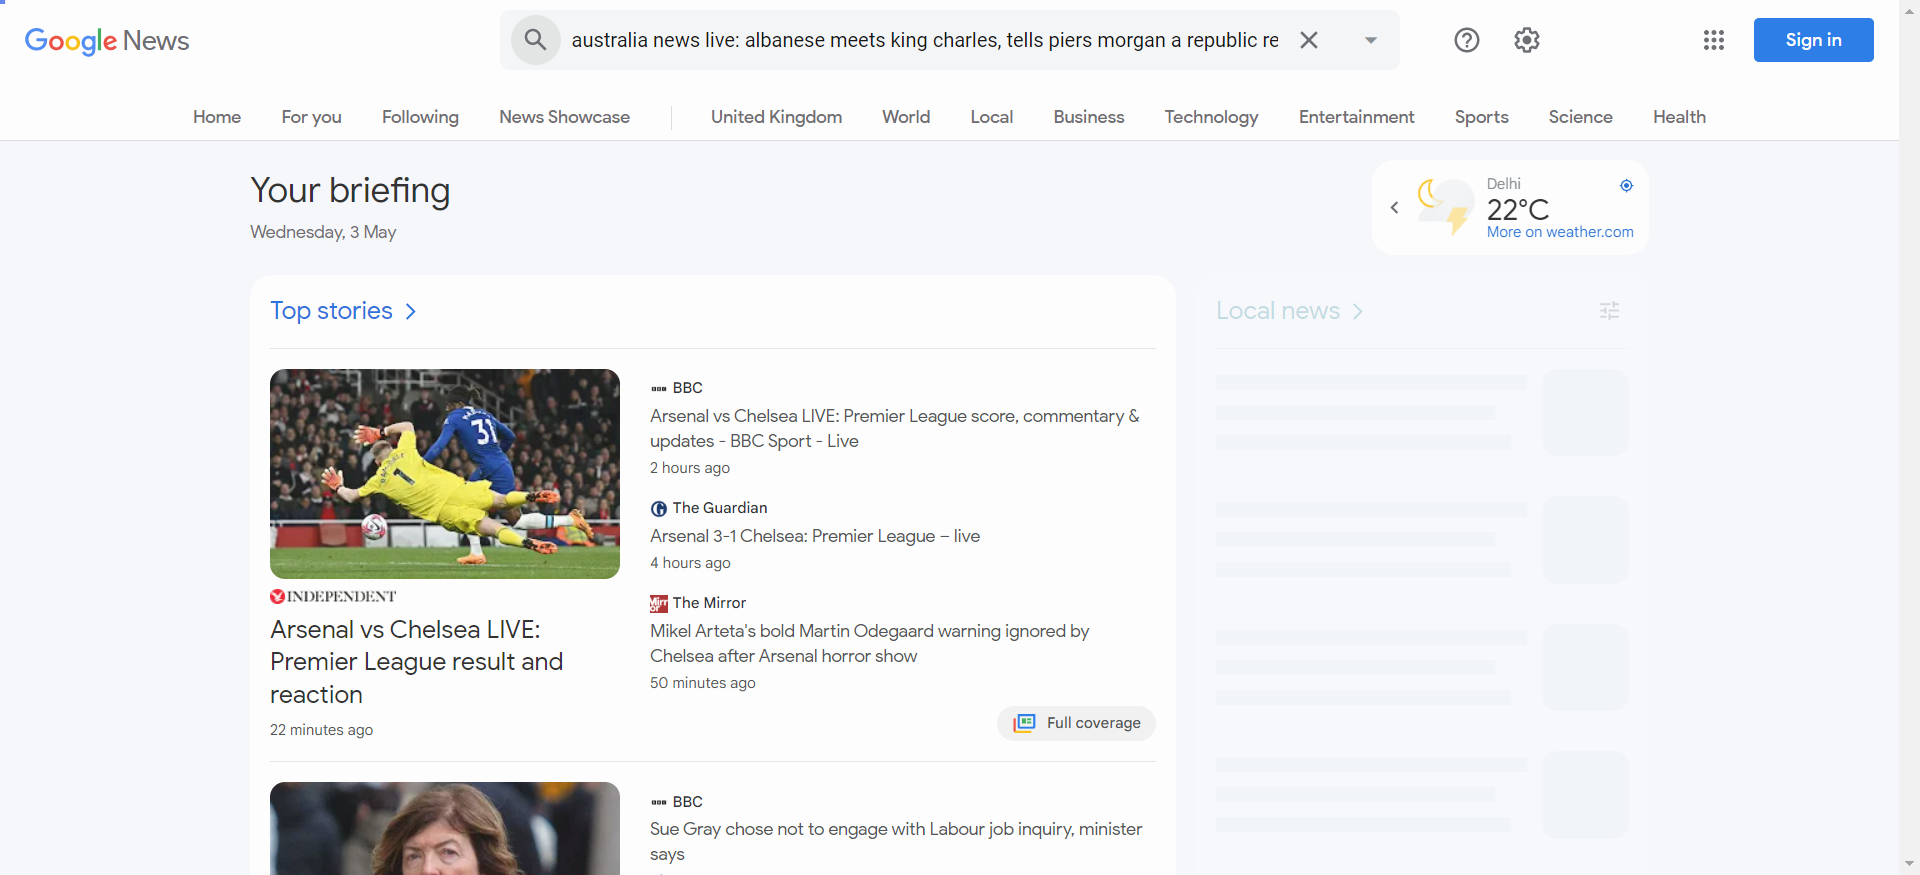 Google News
australia news live: albanese meets king charles, tells piers morgan a republic re
Sign in
Home
For you
Following
News Showcase
United Kingdom
World
Local
Business
Technology
Entertainment
Sports
Science
Health
Your briefing
Wednesday, 3 May
Delhi
22°C
More on weather.com
Top stories
Local news
31
1
INDEPENDENT
Arsenal vs Chelsea LIVE:
Premier League result and
reaction
22 minutes ago
BBC
Arsenal vs Chelsea LIVE: Premier League score, commentary &
updates - BBC Sport - Live
2 hours ago
The Guardian
Arsenal 3-1 Chelsea: Premier League – live
4 hours ago
Mirror
The Mirror
Mikel Arteta's bold Martin Odegaard warning ignored by
Chelsea after Arsenal horror show
50 minutes ago
Full coverage
BBC
Sue Gray chose not to engage with Labour job inquiry, minister
says